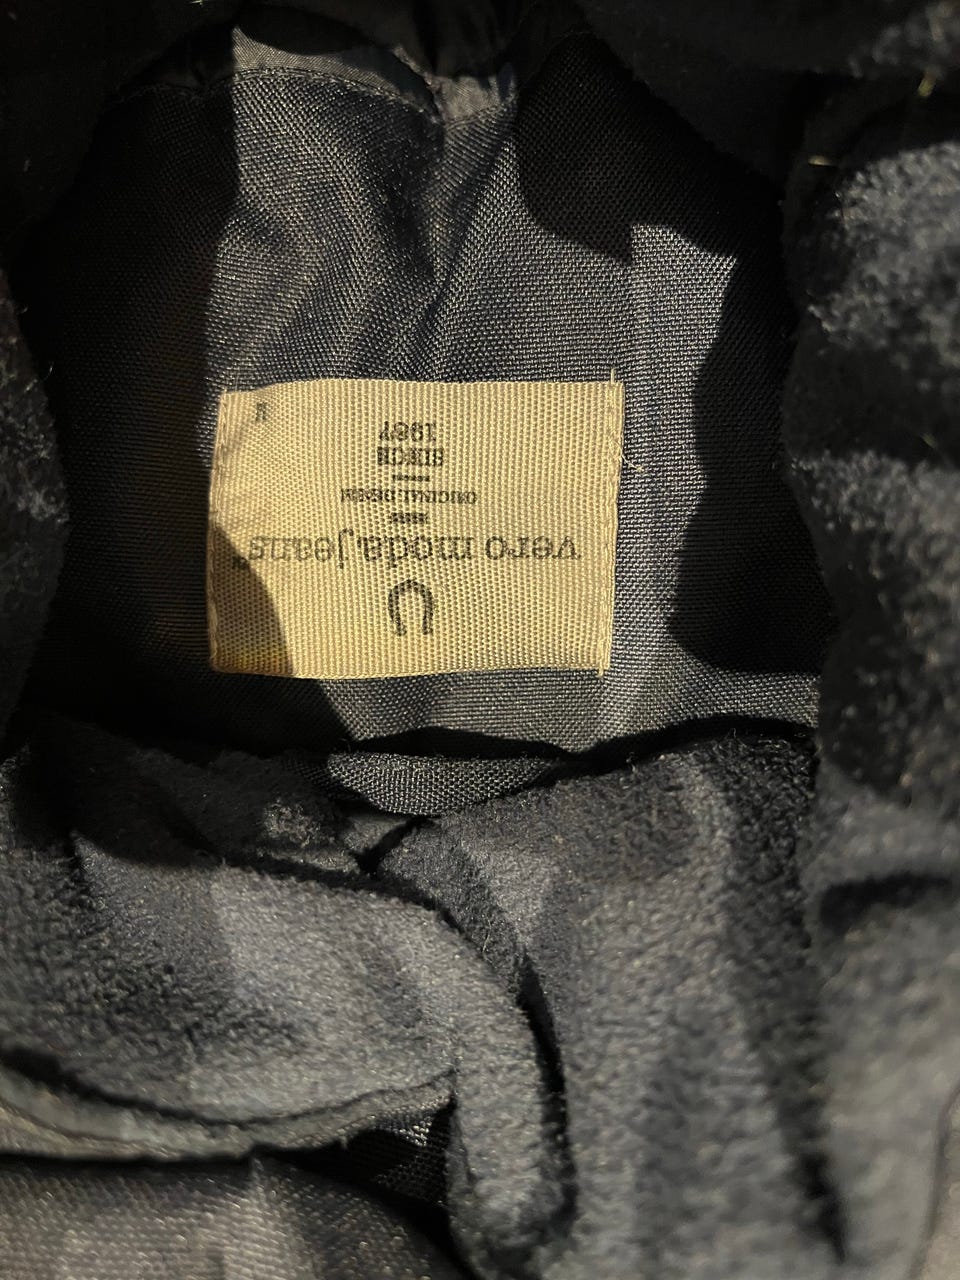 vero moda jeans
ORIGINAL DENIM
SINCE
1987